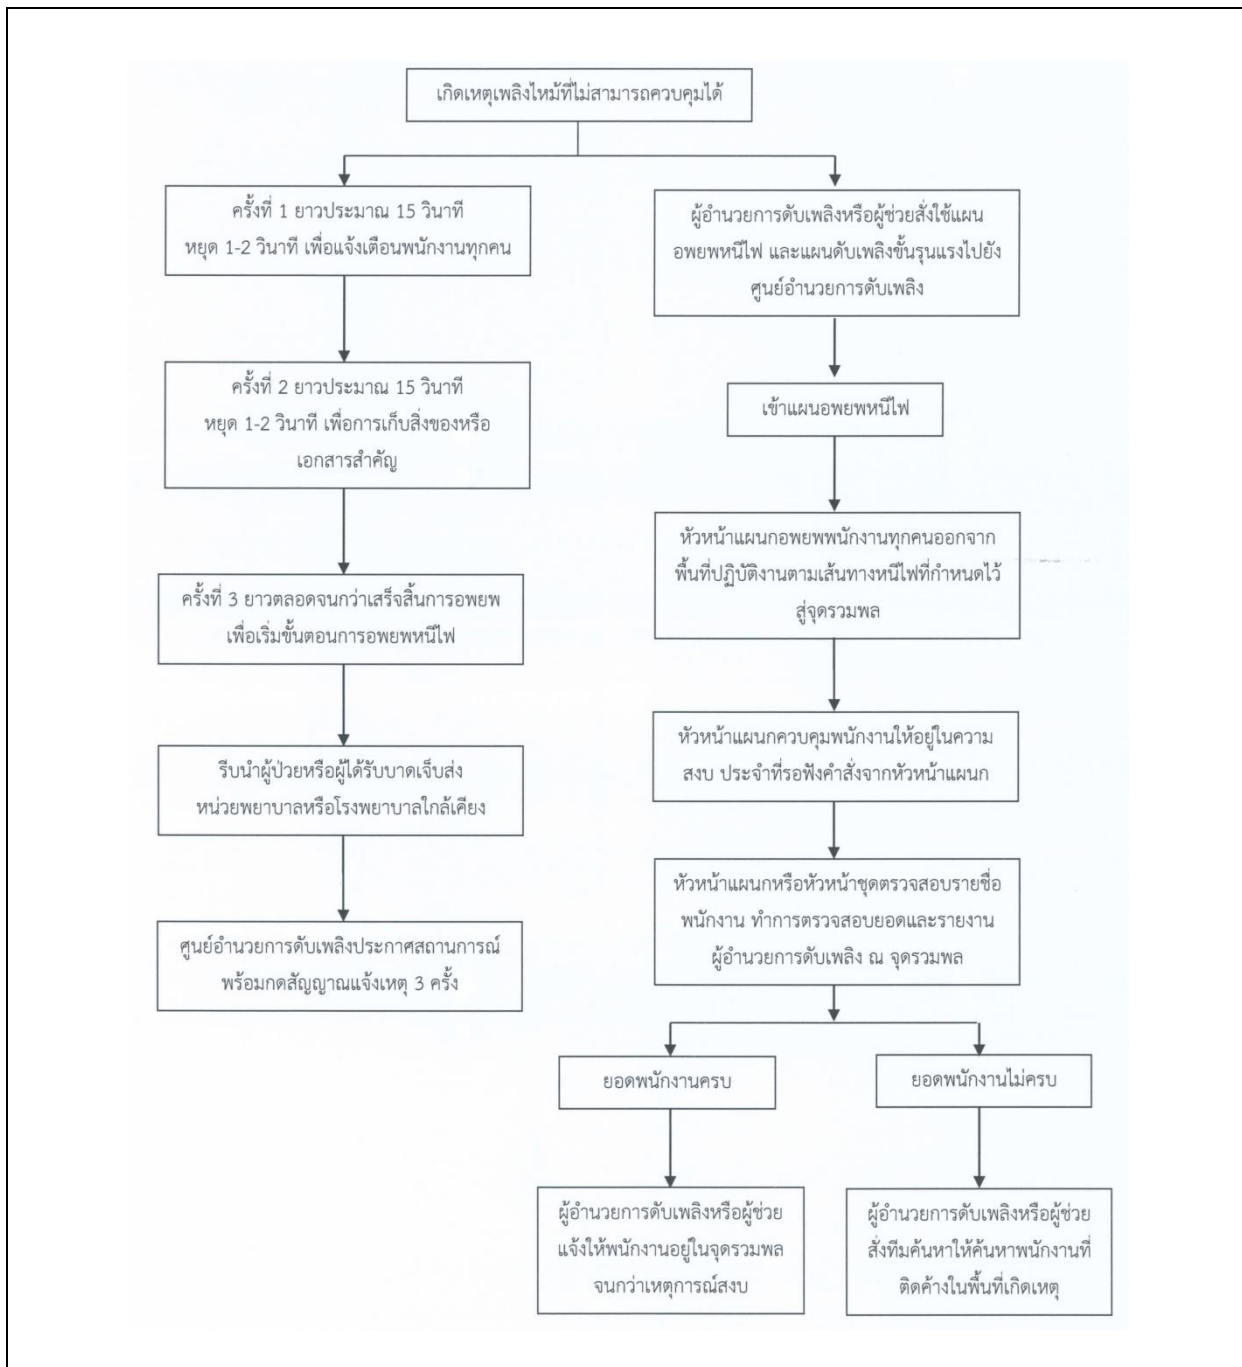 เกิดเหตุเพลิงไหม้ที่ไม่สามารถควบคุมได้
ครั้งที่ 1 ยาวประมาณ 15 วินาที
หยุด 1-2 วินาที เพื่อแจ้งเตือนพนักงานทุกคน
ครั้งที่ 2 ยาวประมาณ 15 วินาที
หยุด 1-2 วินาที เพื่อการเก็บสิ่งของหรือ
เอกสารสำคัญ
ครั้งที่ 3 ยาวตลอดจนกว่าเสร็จสิ้นการอพยพ
เพื่อเริ่มขั้นตอนการอพยพหนีไฟ
รีบนำผู้ป่วยหรือผู้ได้รับบาดเจ็บส่ง
หน่วยพยาบาลหรือโรงพยาบาลใกล้เคียง
ศูนย์อำนวยการดับเพลิงประกาศสถานการณ์
พร้อมกดสัญญาณแจ้งเหตุ 3 ครั้ง
ผู้อำนวยการดับเพลิงหรือผู้ช่วยสั่งใช้แผน
อพยพหนีไฟ และแผนดับเพลิงขั้นรุนแรงไปยัง
ศูนย์อำนวยการดับเพลิง
เข้าแผนอพยพหนีไฟ
หัวหน้าแผนกอพยพพนักงานทุกคนออกจาก
พื้นที่ปฏิบัติงานตามเส้นทางหนีไฟที่กำหนดไว้
สู่จุดรวมพล
หัวหน้าแผนกควบคุมพนักงานให้อยู่ในความ
สงบ ประจำที่รอฟังคำสั่งจากหัวหน้าแผนก
หัวหน้าแผนกหรือหัวหน้าชุดตรวจสอบรายชื่อ
พนักงาน ทำการตรวจสอบยอดและรายงาน
ผู้อำนวยการดับเพลิง ณ จุดรวมพล
ยอดพนักงานครบ
ยอดพนักงานไม่ครบ
ผู้อำนวยการดับเพลิงหรือผู้ช่วย
แจ้งให้พนักงานอยู่ในจุดรวมพล
จนกว่าเหตุการณ์สงบ
ผู้อำนวยการดับเพลิงหรือผู้ช่วย
สั่งทีมค้นหาให้ค้นหาพนักงานที่
ติดค้างในพื้นที่เกิดเหตุ